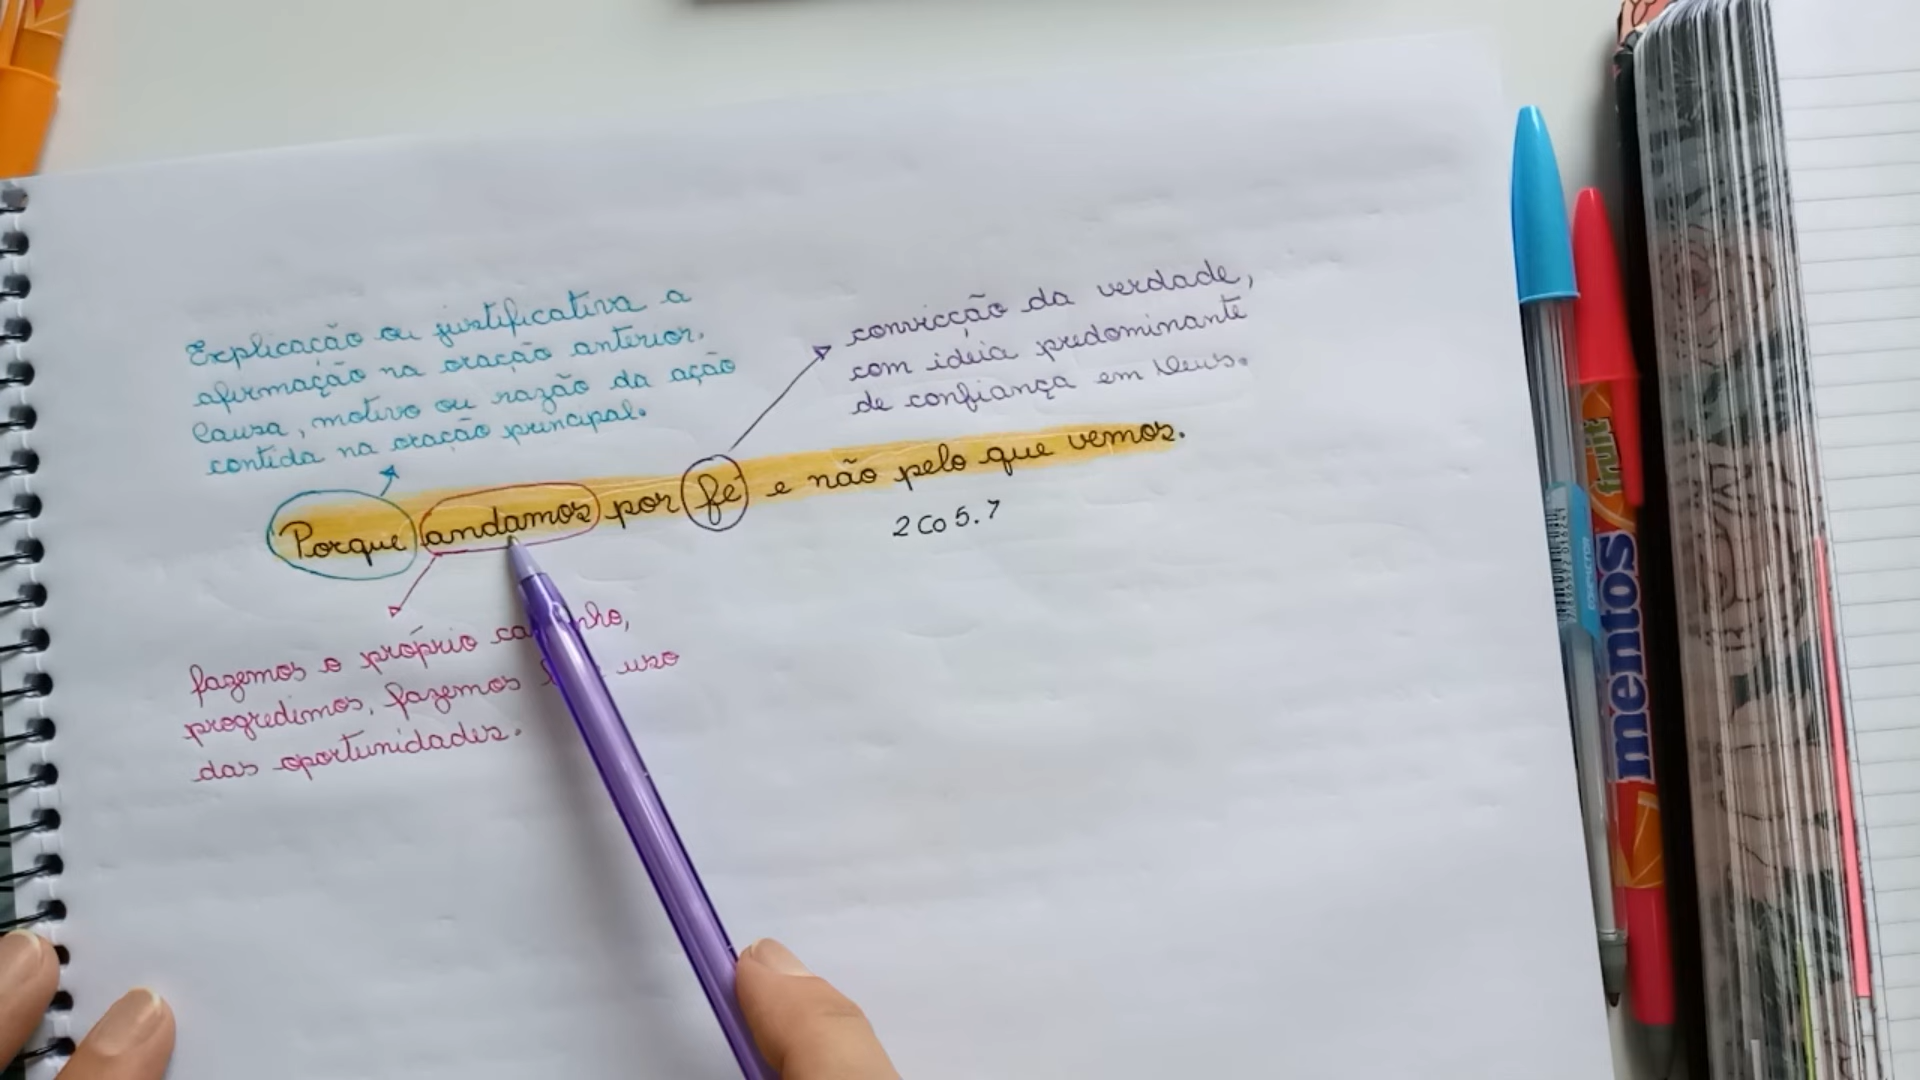 Explicação ou justificativa a
afirmação na oração anterior.
Causa, motivo ou razão da ação
contida na oração principal.
convicção da verdade,
com ideia predominante
de confiança em Deus.
Porque andamos por fé e não pelo que vemos.
2 Co 5.7
fazemos o próprio
progredimos, fazemos uso
das oportunidades.
fruit
mentos